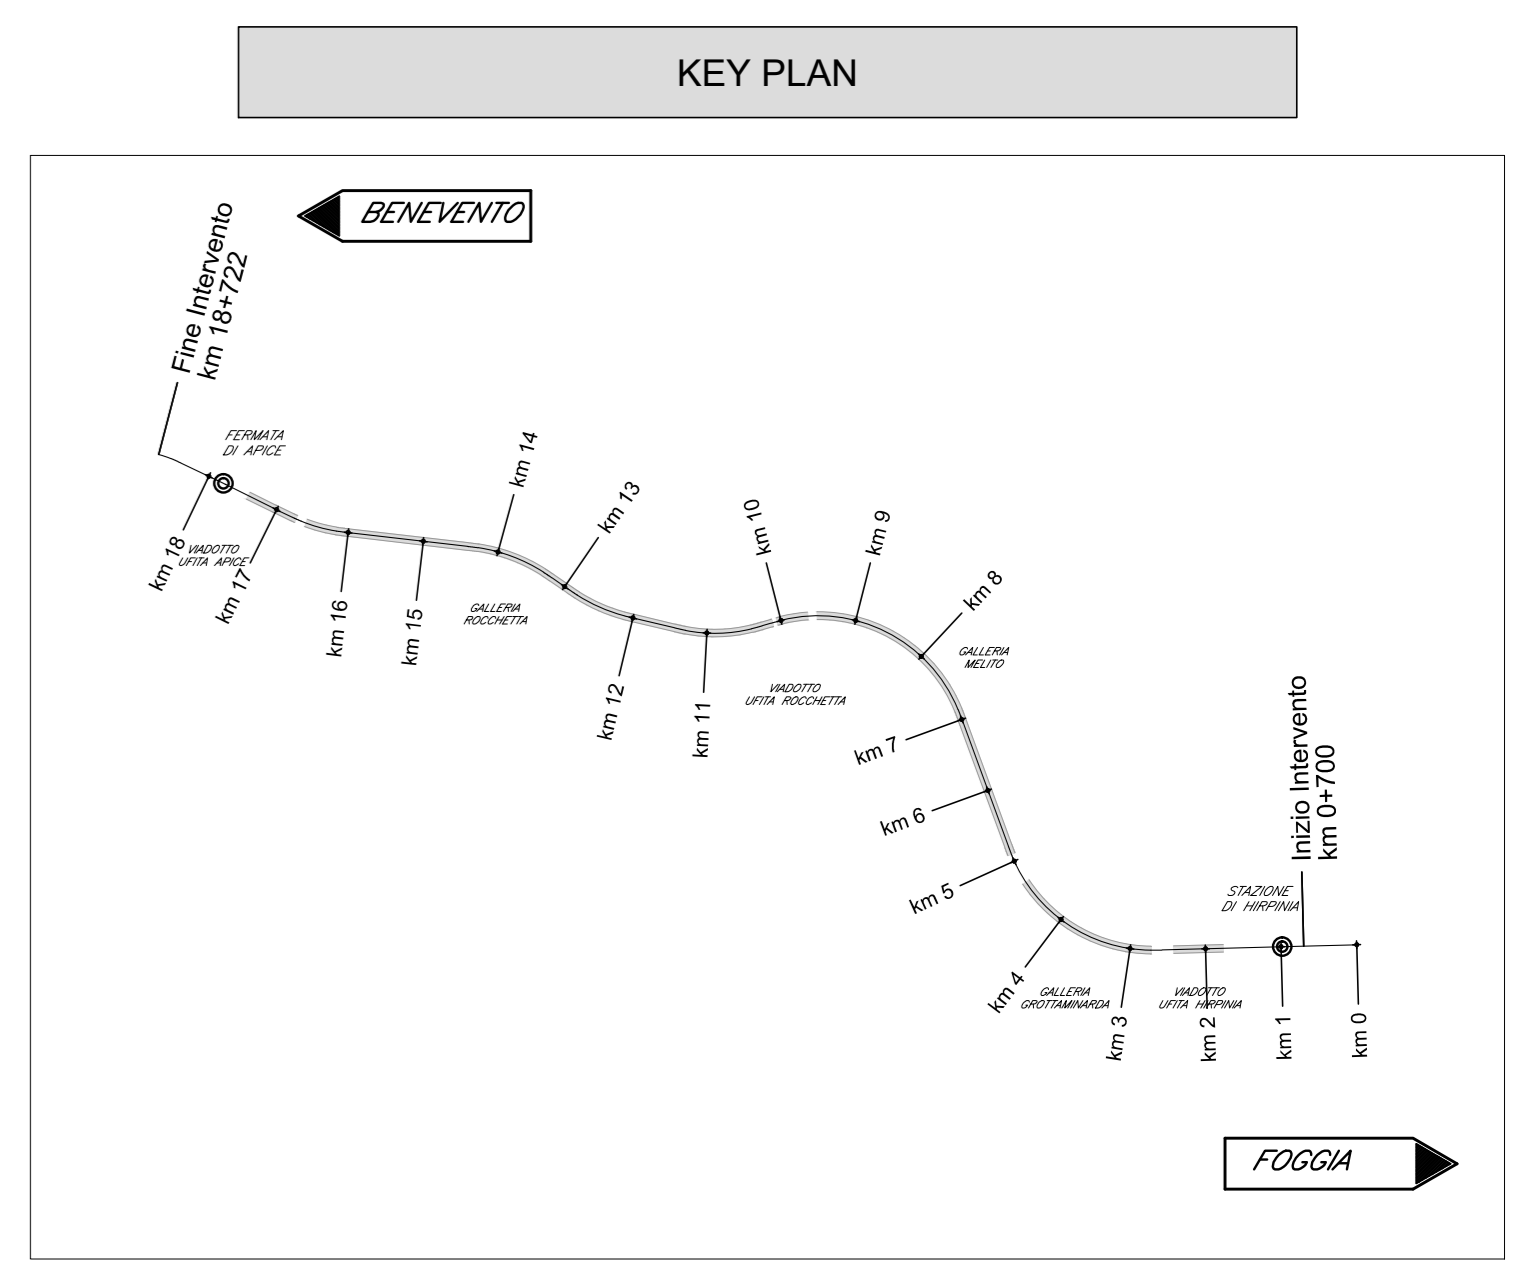 KEY PLAN
BENEVENTO
Fine Intervento
km 18+722
FERMATA
DI APICE
km 18
VIADOTTO
UFITA APICE
km 17
km 16
km 15
km 14
GALLERIA
ROCCHETTA
km 13
km 12
km 11
km 10
VIADOTTO
UFITA ROCCHETTA
km 9
km 8
GALLERIA
MELITO
km 7
km 6
km 5
km 4
GALLERIA
GROTTAMINARDA
km 3
VIADOTTO
UFITA HIRPINIA
km 2
STAZIONE
DI HIRPINIA
Inizio Intervento
km 0+700
km 1
km 0
FOGGIA